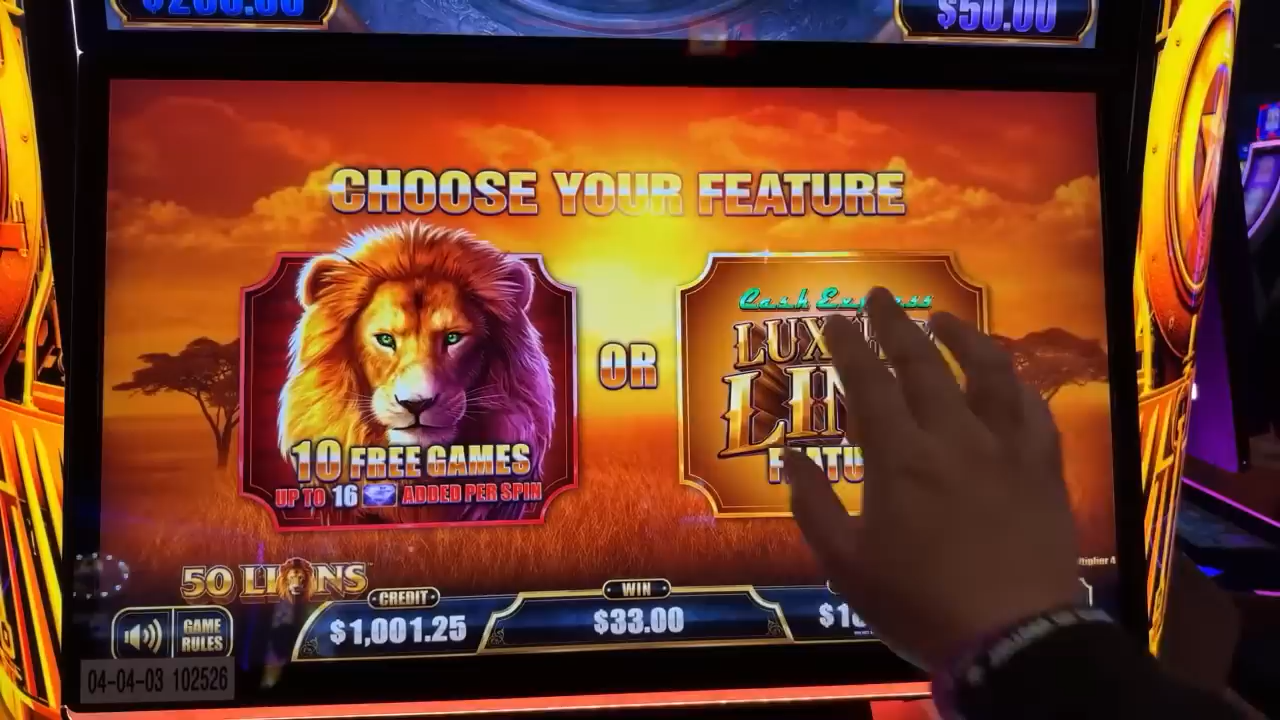 $50.00
CHOOSE YOUR FEATURE
Cash Express
OR
10 FREE GAMES
UP TO 16 ADDED PER SPIN
50 LIONS
CREDIT
WIN
$1,001.25
$33.00
GAME
RULES
04-04-03 102526